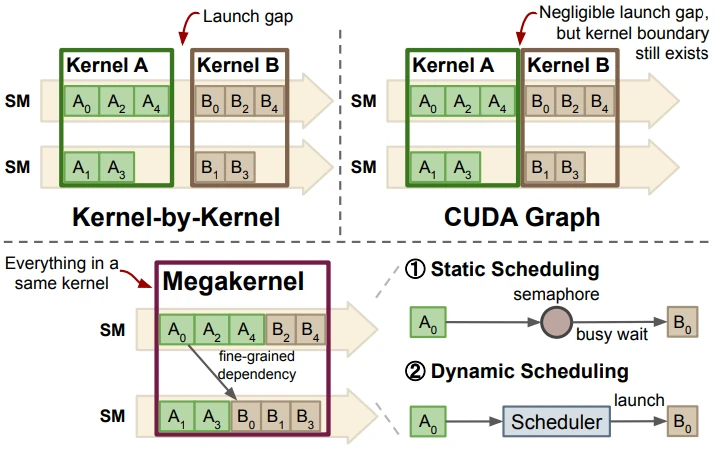 Launch gap
Kernel A
Kernel B
SM
A0 A2 A4
B0 B2 B4
SM
A1 A3
B1 B3
Kernel-by-Kernel
Negligible launch gap,
but kernel boundary
still exists
Kernel A
Kernel B
SM
A0 A2 A4
B0 B2 B4
SM
A1 A3
B1 B3
CUDA Graph
Everything in a
same kernel
Megakernel
SM
A0 A2 A4 B2 B4
fine-grained
dependency
SM
A1 A3 B0 B1 B3
① Static Scheduling
semaphore
A0
B0
busy wait
② Dynamic Scheduling
launch
A0
Scheduler
B0